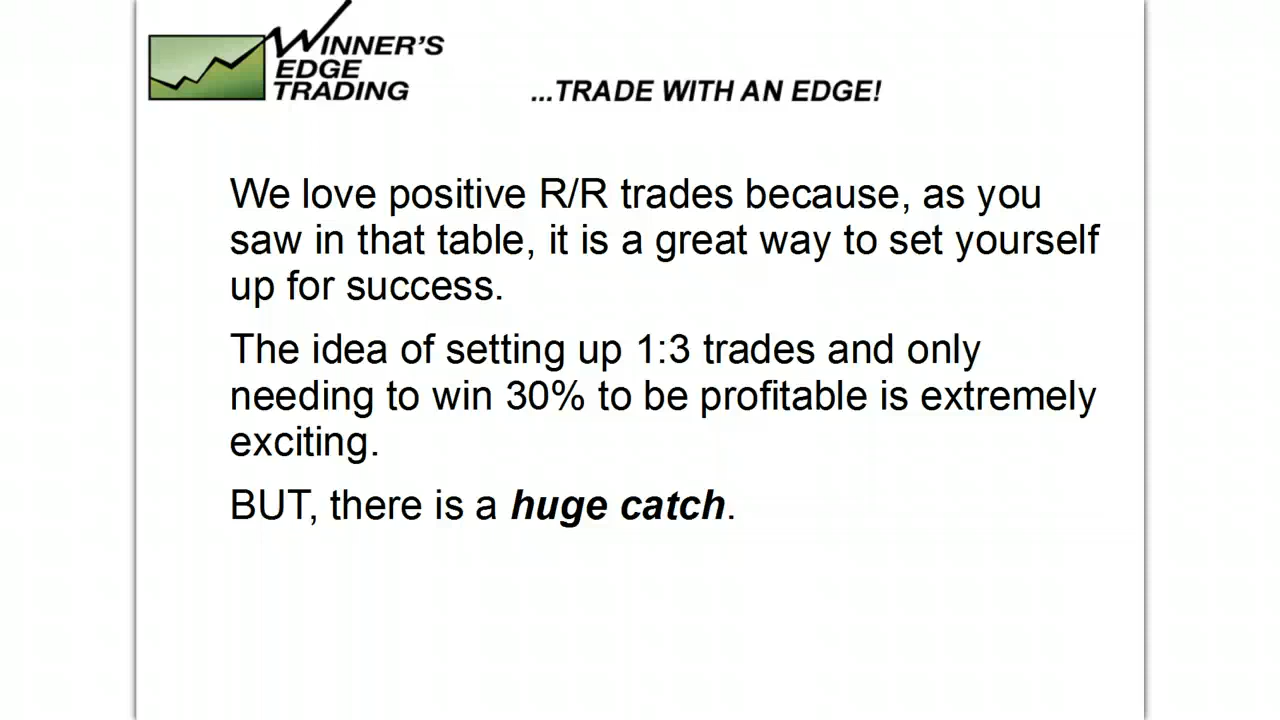 WINNER'S
EDGE
TRADING
...TRADE WITH AN EDGE!
We love positive R/R trades because, as you
saw in that table, it is a great way to set yourself
up for success.
The idea of setting up 1:3 trades and only
needing to win 30% to be profitable is extremely
exciting.
BUT, there is a huge catch.